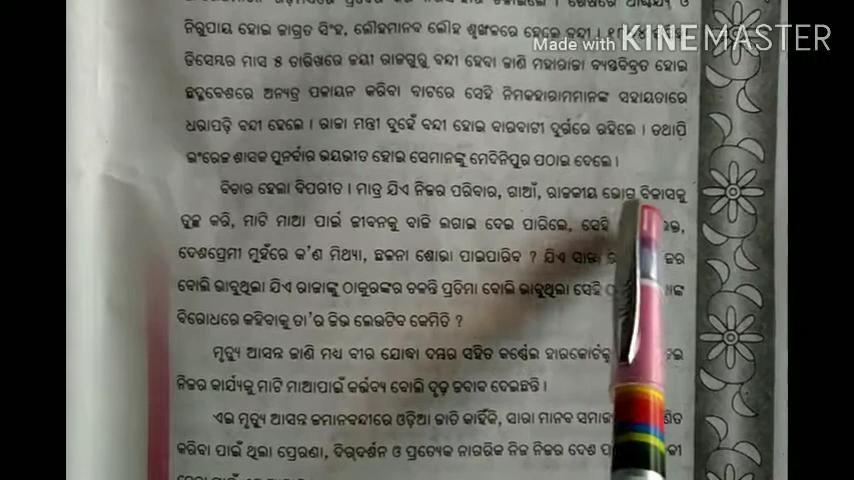 Made with KINEMASTER
ନିରୁପାୟ ହୋଇ ଜାଗ୍ରତ ସିଂହ, ଲୌହମାନବ ଲୌହ ଶୃଙ୍ଖଳରେ ହେଲେ ବନ୍ଦୀ ।
ଡିସେମ୍ବର ମାସ ୫ ତାରିଖରେ ଜୟୀ ରାଜଗୁରୁ ବନ୍ଦୀ ହେବା ଜାଣି ମହାରାଜା ବ୍ୟସ୍ତବିବ୍ରତ ହୋଇ
ଛଦ୍ମବେଶରେ ଅନ୍ୟତ୍ର ପଳାୟନ କରିବା ବାଟରେ ସେହି ନିମକହାରାମମାନଙ୍କ ସହାୟତାରେ
ଧରାପଡ଼ି ବନ୍ଦୀ ହେଲେ । ରାଜା ମନ୍ତ୍ରୀ ଦୁହେଁ ବନ୍ଦୀ ହୋଇ ବାରବାଟୀ ଦୁର୍ଗରେ ରହିଲେ । ତଥାପି
ଇଂରେଜ ଶାସକ ପୁନର୍ବାର ଭୟଭୀତ ହୋଇ ସେମାନଙ୍କୁ ମେଦିନିପୁର ପଠାଇ ଦେଲେ ।
ବିଚାର ହେଲା ବିପରୀତ । ମାତ୍ର ଯିଏ ନିଜର ପରିବାର, ଗାଆଁ, ରାଜକୀୟ ଭୋଗ ବିଳାସକୁ
ତୁଚ୍ଛ କରି, ମାଟି ମାଆ ପାଇଁ ଜୀବନକୁ ବାଜି ଲଗାଇ ଦେଇ ପାରିଲେ, ସେହି
ଦେଶପ୍ରେମୀ ମୁହଁରେ କ'ଣ ମିଥ୍ୟା, ଛଳନା ଶୋଭା ପାଇପାରିବ ? ଯିଏ
ବୋଲି ଭାବୁଥିଲା ଯିଏ ରାଜାଙ୍କୁ ଠାକୁରଙ୍କର ଚଳନ୍ତି ପ୍ରତିମା ବୋଲି ଭାବୁଥିଲା ସେହି
ବିରୋଧରେ କହିବାକୁ ତା'ର ଜିଭ ଲେଉଟିବ କେମିତି ?
ମୃତ୍ୟୁ ଆସନ୍ନ ଜାଣି ମଧ୍ୟ ବୀର ଯୋଦ୍ଧା ଦମ୍ଭର ସହିତ କର୍ଣ୍ଣେଲ ହାରକୋର୍ଟକୁ
ନିଜର କାର୍ଯ୍ୟକୁ ମାଟି ମାଆପାଇଁ କର୍ତ୍ତବ୍ୟ ବୋଲି ଦୃଢ଼ ଜବାବ ଦେଇଛନ୍ତି ।
ଏଇ ମୃତ୍ୟୁ ଆସନ୍ନ ଜମାନବନ୍ଦୀରେ ଓଡ଼ିଆ ଜାତି କାହିଁକି, ସାରା ମାନବ
କରିବା ପାଇଁ ଥିଲା ପ୍ରେରଣା, ଦିଗ୍‌ଦର୍ଶନ ଓ ପ୍ରତ୍ୟେକ ନାଗରିକ ନିଜ ନିଜର ଦେଶ